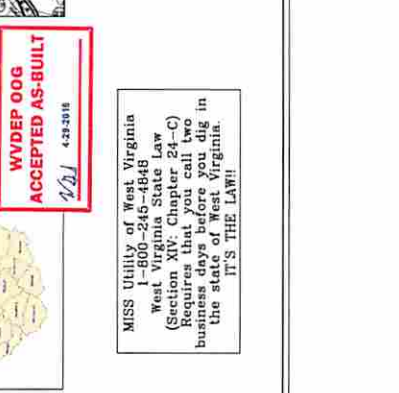 WVDEP OOG
ACCEPTED AS-BUILT
4-29-2016
MISS Utility of West Virginia
1-800-245-4848
West Virginia State Law
(Section XIV: Chapter 24-C)
Requires that you call two
business days before you dig in
the state of West Virginia.
IT'S THE LAW!!